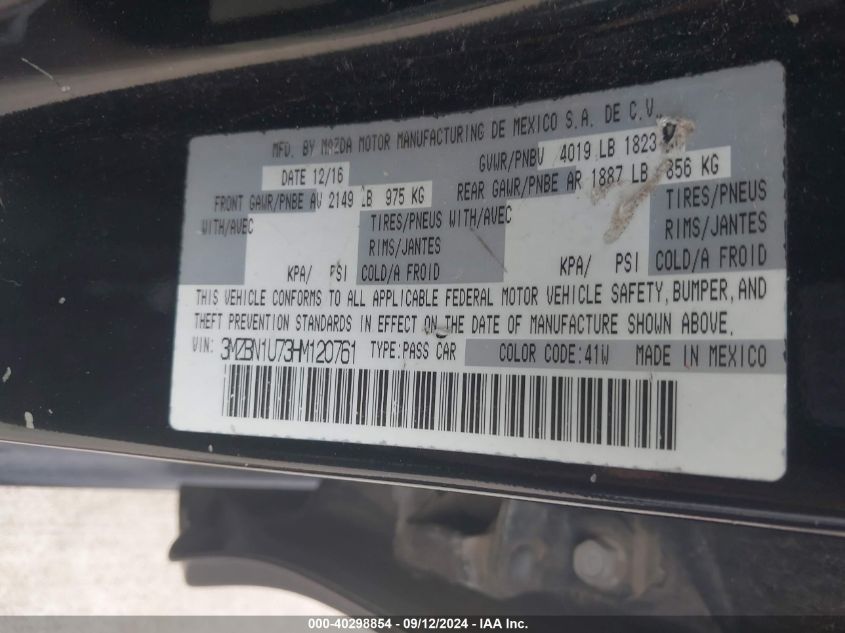 MFD. BY MAZDA MOTOR MANUFACTURING DE MEXICO S.A. DE C.V.
DATE 12/16 GVWR/PNBV 4019 LB 1823
FRONT GAWR/PNBE AV 2149 LB 975 KG REAR GAWR/PNBE AR 1887 LB 856 KG
WITH/AVEC TIRES/PNEUS WITH/AVEC TIRES/PNEUS
RIMS/JANTES RIMS/JANTES
KPA/ PSI COLD/A FROID KPA/ PSI COLD/A FROID
THIS VEHICLE CONFORMS TO ALL APPLICABLE FEDERAL MOTOR VEHICLE SAFETY, BUMPER, AND
THEFT PREVENTION STANDARDS IN EFFECT ON THE DATE OF MANUFACTURE SHOWN ABOVE.
VIN: 3MZBN1U73HM120761 TYPE:PASS CAR COLOR CODE:41W MADE IN MEXICO
000-40298854 - 09/12/2024 - IAA Inc.